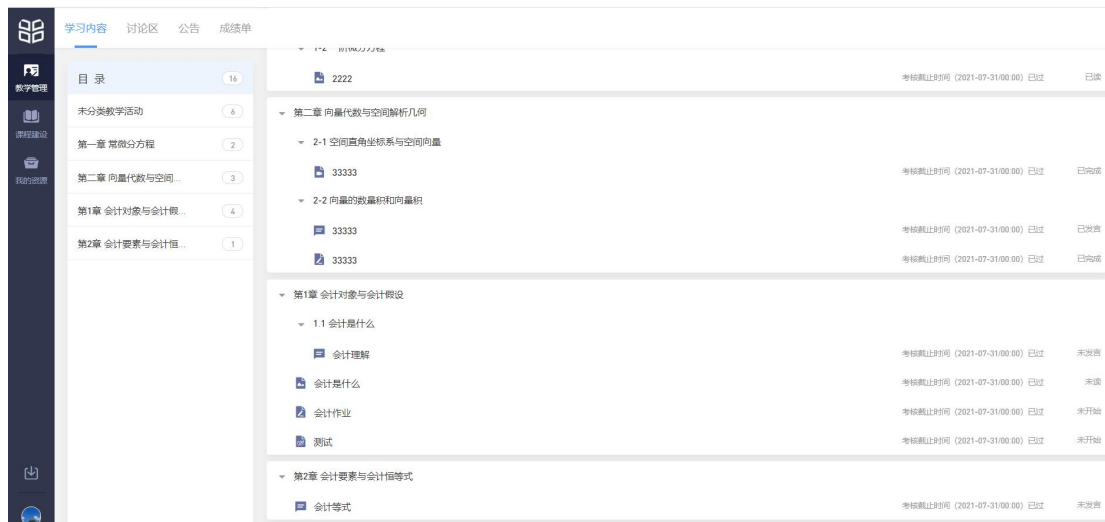 学习内容 讨论区 公告 成绩单
教学管理
课程建设
我的资源
目 录 16
未分类教学活动 6
第一章 常微分方程 2
第二章 向量代数与空间... 3
第1章 会计对象与会计假... 4
第2章 会计要素与会计恒... 1
2222 考核截止时间 (2021-07-31/00:00) 已过 已读
第二章 向量代数与空间解析几何
2-1 空间直角坐标系与空间向量
33333 考核截止时间 (2021-07-31/00:00) 已过 已完成
2-2 向量的数量积和向量积
33333 考核截止时间 (2021-07-31/00:00) 已过 已发言
33333 考核截止时间 (2021-07-31/00:00) 已过 已完成
第1章 会计对象与会计假设
1.1 会计是什么
会计理解 考核截止时间 (2021-07-31/00:00) 已过 未发言
会计是什么 考核截止时间 (2021-07-31/00:00) 已过 未读
会计作业 考核截止时间 (2021-07-31/00:00) 已过 未开始
测试 考核截止时间 (2021-07-31/00:00) 已过 未开始
第2章 会计要素与会计恒等式
会计等式 考核截止时间 (2021-07-31/00:00) 已过 未发言